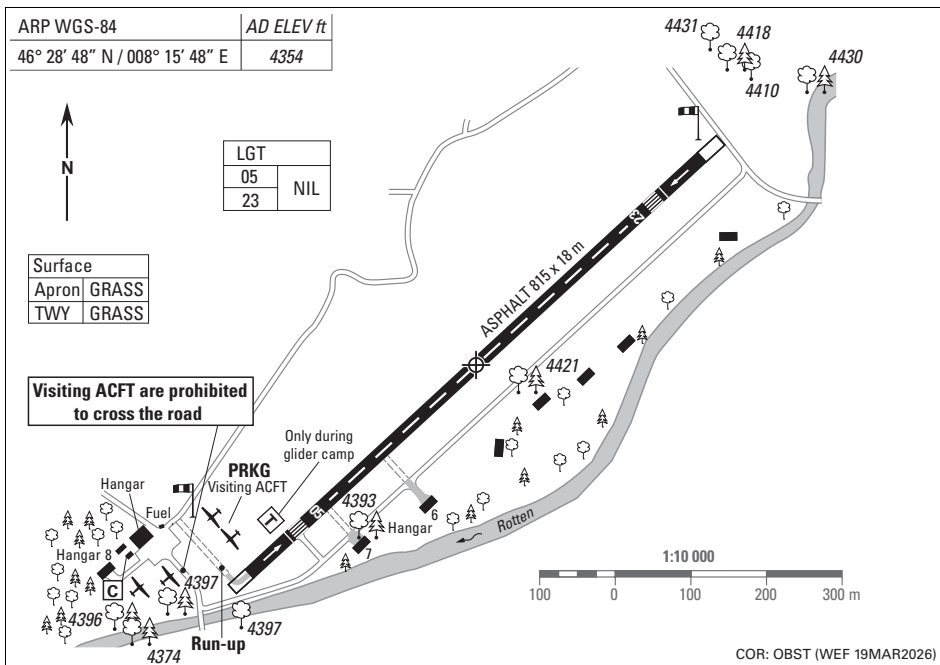 ARP WGS-84 AD ELEV ft
46° 28' 48" N / 008° 15' 48" E 4354
4431
4418
4410
4430
N
LGT
05
23
NIL
23
Surface
Apron GRASS
TWY GRASS
ASPHALT 815 x 18 m
4421
Visiting ACFT are prohibited
to cross the road
Only during
glider camp
PRKG
Visiting ACFT
Hangar
Fuel
T
05
4393
Hangar
6
7
Rotten
Hangar 8
C
4397
4396
4374
4397
Run-up
1:10 000
100 0 100 200 300 m
COR: OBST (WEF 19MAR2026)